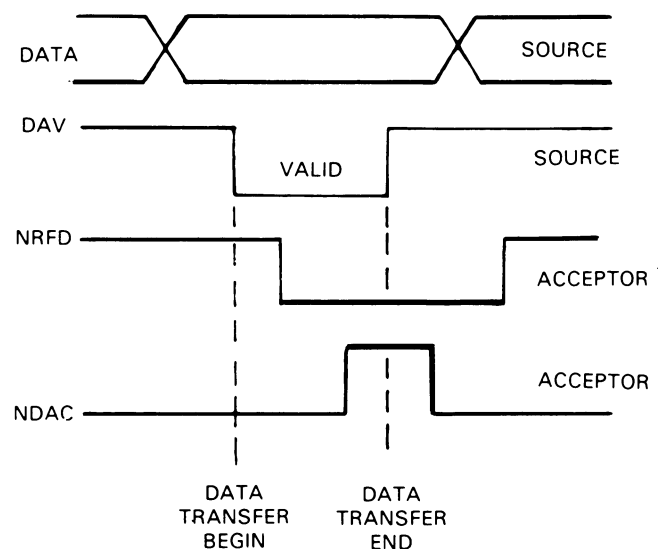 DATA
SOURCE
DAV
VALID
SOURCE
NRFD
ACCEPTOR
ACCEPTOR
NDAC
DATA
TRANSFER
BEGIN
DATA
TRANSFER
END